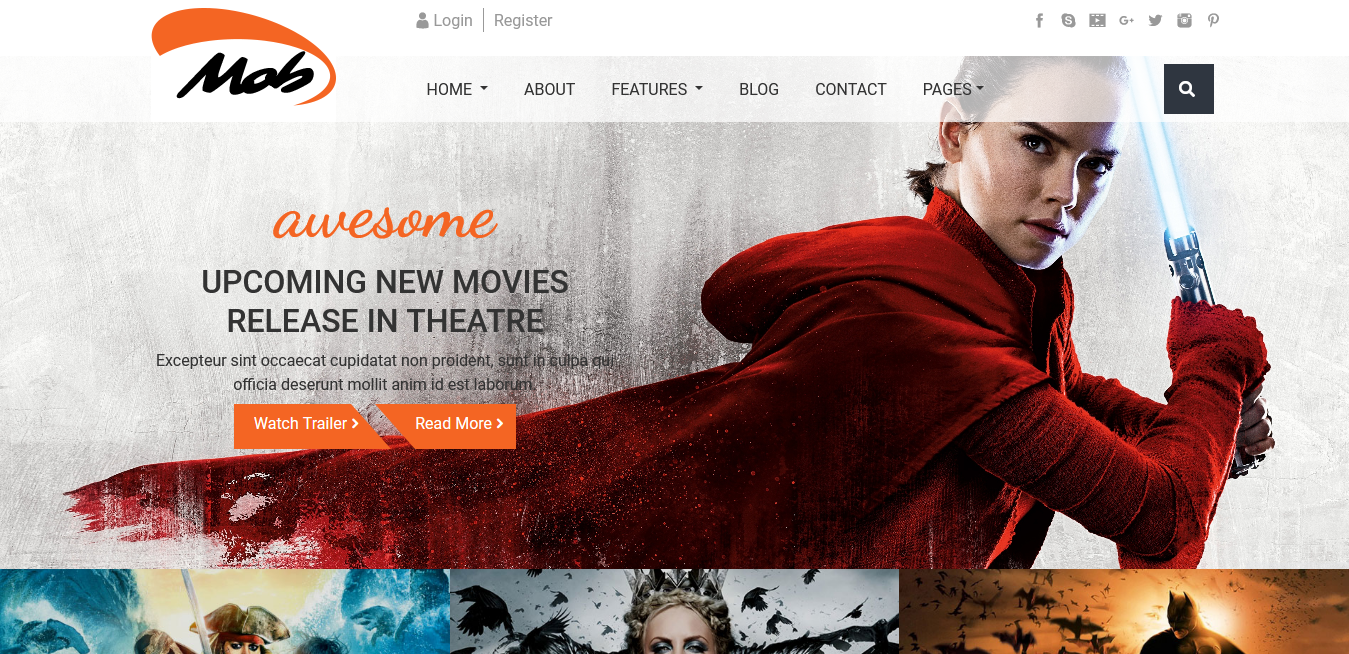 Login
Register
Mob
HOME
ABOUT
FEATURES
BLOG
CONTACT
PAGES
awesome
UPCOMING NEW MOVIES
RELEASE IN THEATRE
Excepteur sint occaecat cupidatat non proident, sunt in culpa qui
officia deserunt mollit anim id est laborum.
Watch Trailer
Read More